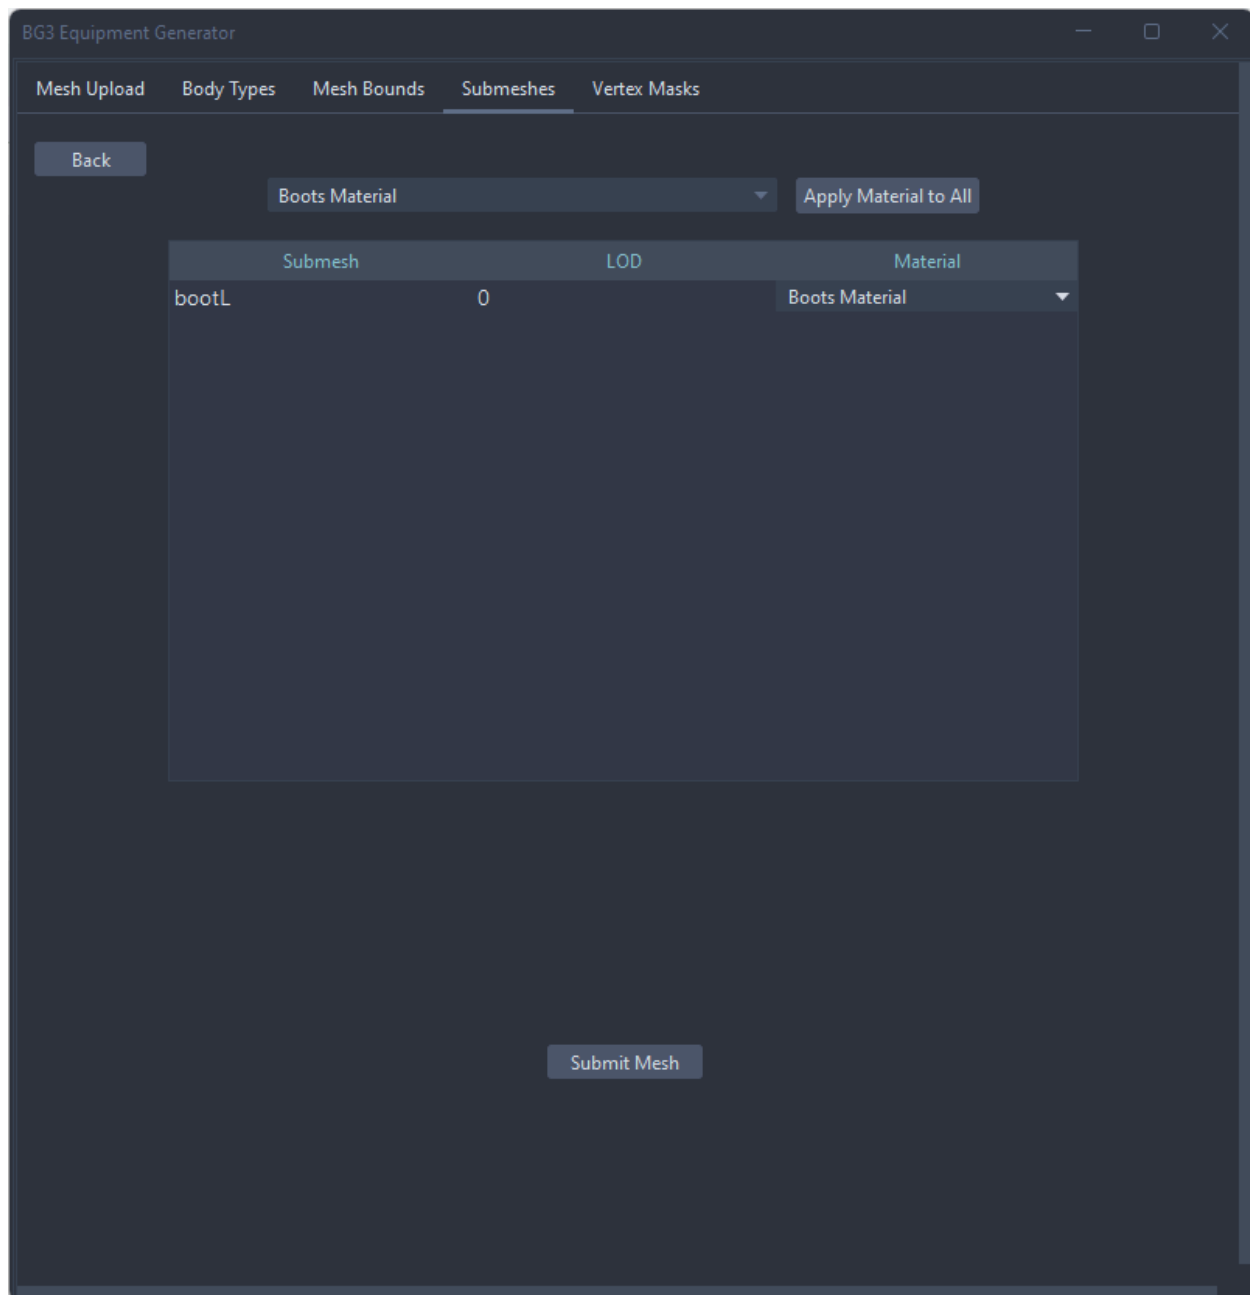 BG3 Equipment Generator
Mesh Upload Body Types Mesh Bounds Submeshes Vertex Masks
Back
Boots Material Apply Material to All
Submesh LOD Material
bootL 0 Boots Material
Submit Mesh